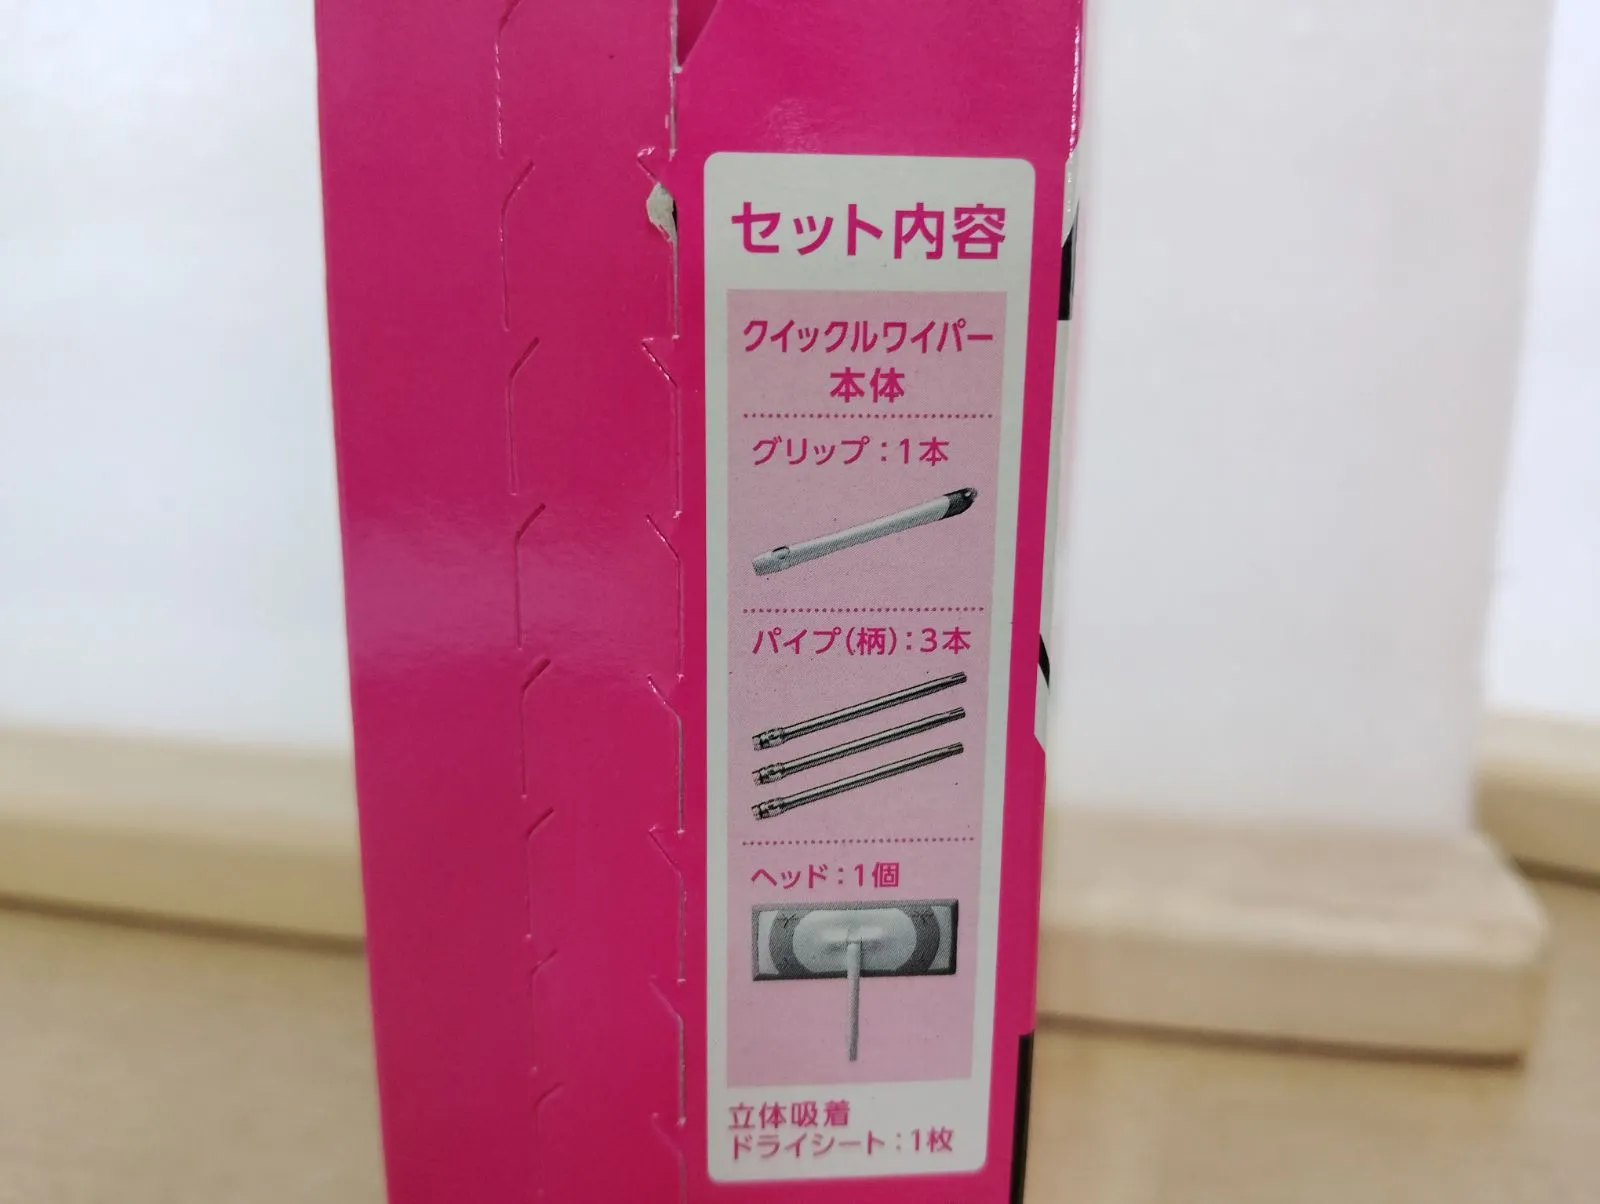 セット内容
クイックルワイパー
本体
グリップ：1本
パイプ(柄)：3本
ヘッド：1個
立体吸着
ドライシート：1枚